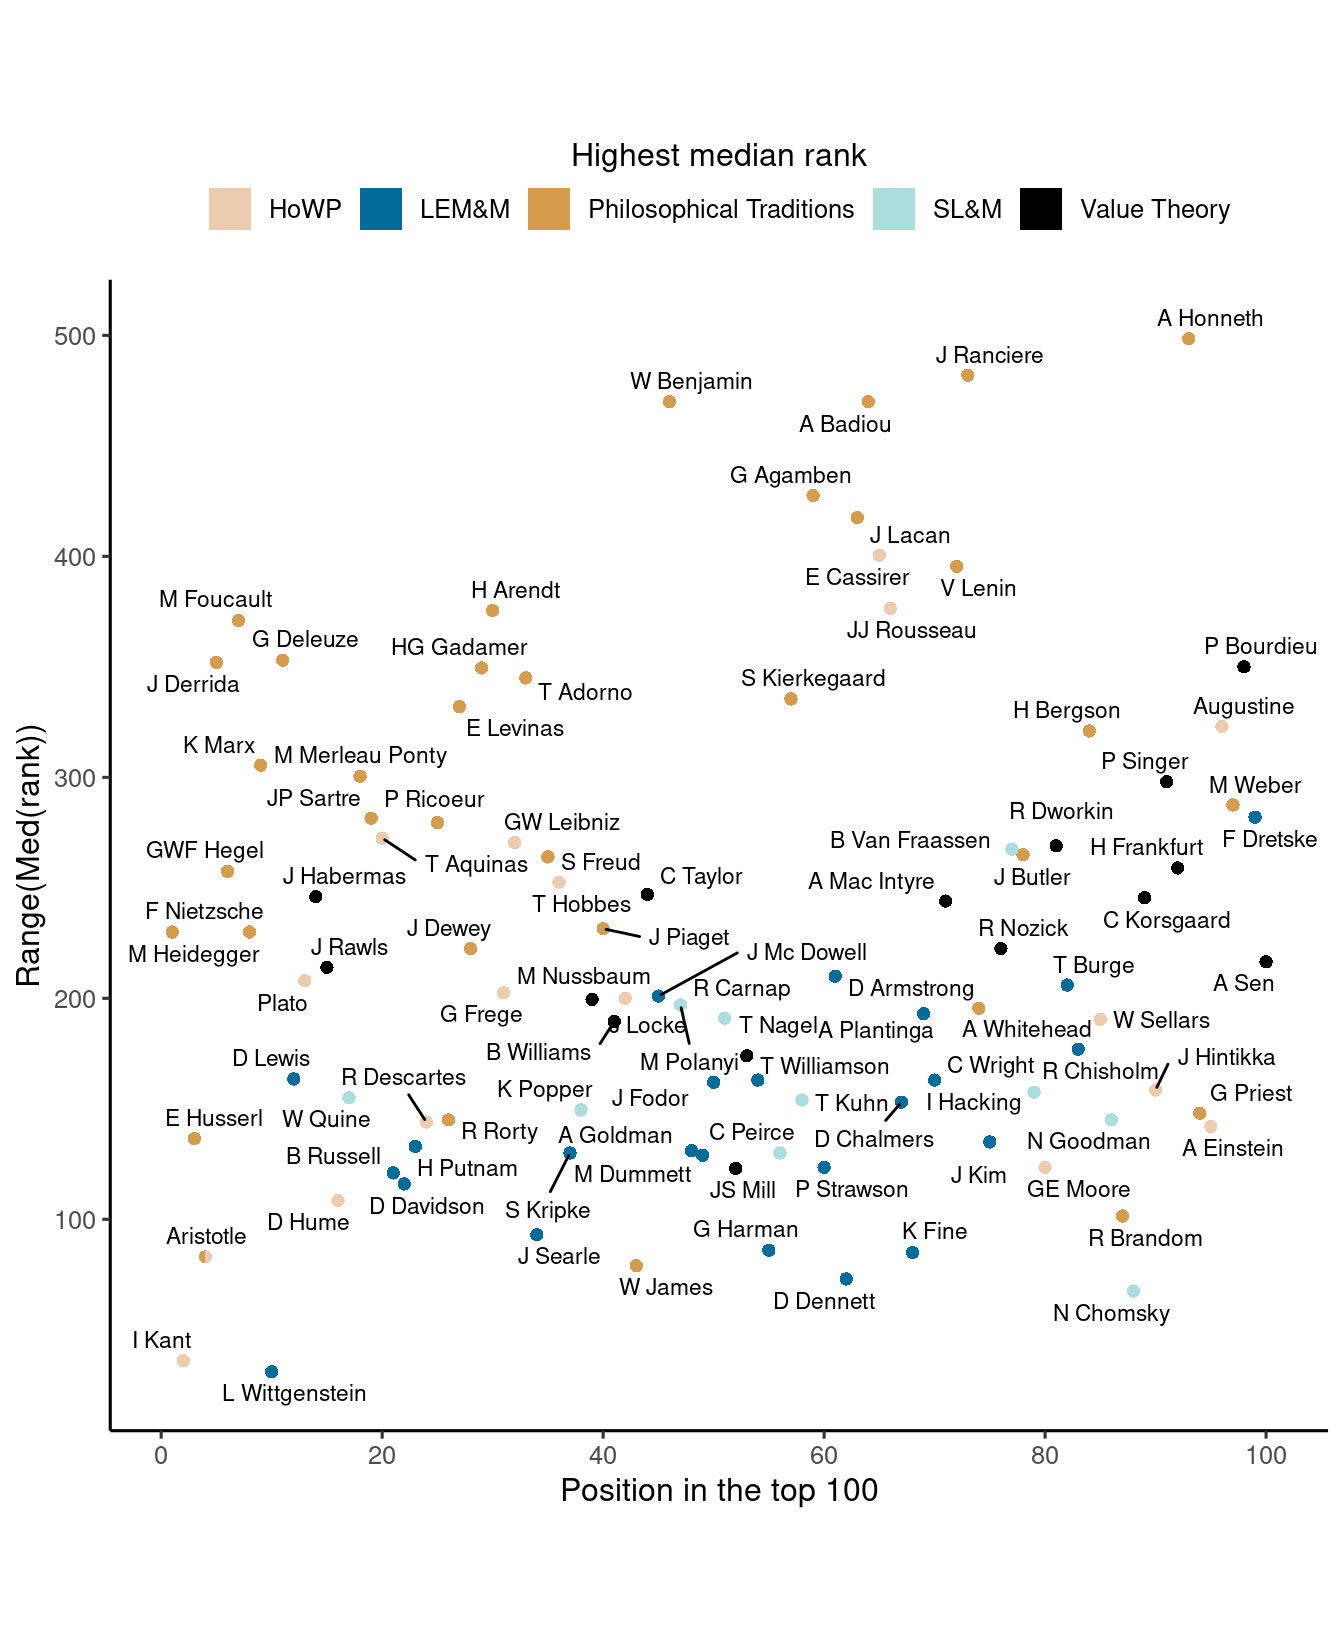 Highest median rank
HoWP LEM&M Philosophical Traditions SL&M Value Theory
Range(Med(rank))
500
400
300
200
100
A Honneth
J Ranciere
W Benjamin
A Badiou
G Agamben
J Lacan
E Cassirer
V Lenin
H Arendt
M Foucault
JJ Rousseau
G Deleuze
HG Gadamer
P Bourdieu
J Derrida
T Adorno
S Kierkegaard
Augustine
H Bergson
E Levinas
K Marx
M Merleau Ponty
P Singer
M Weber
JP Sartre
P Ricoeur
R Dworkin
GW Leibniz
B Van Fraassen
F Dretske
GWF Hegel
T Aquinas
S Freud
H Frankfurt
J Habermas
C Taylor
A Mac Intyre
J Butler
T Hobbes
F Nietzsche
C Korsgaard
J Dewey
J Piaget
R Nozick
M Heidegger
J Rawls
J Mc Dowell
T Burge
M Nussbaum
R Carnap
D Armstrong
A Sen
Plato
G Frege
J Locke
T Nagel
A Plantinga
A Whitehead
W Sellars
B Williams
M Polanyi
D Lewis
T Williamson
C Wright
R Chisholm
J Hintikka
R Descartes
K Popper
J Fodor
T Kuhn
I Hacking
G Priest
E Husserl
W Quine
R Rorty
A Goldman
C Peirce
D Chalmers
N Goodman
A Einstein
B Russell
H Putnam
M Dummett
J Kim
D Davidson
S Kripke
JS Mill
P Strawson
GE Moore
D Hume
Aristotle
J Searle
G Harman
K Fine
R Brandom
W James
D Dennett
N Chomsky
I Kant
L Wittgenstein
0 20 40 60 80 100
Position in the top 100